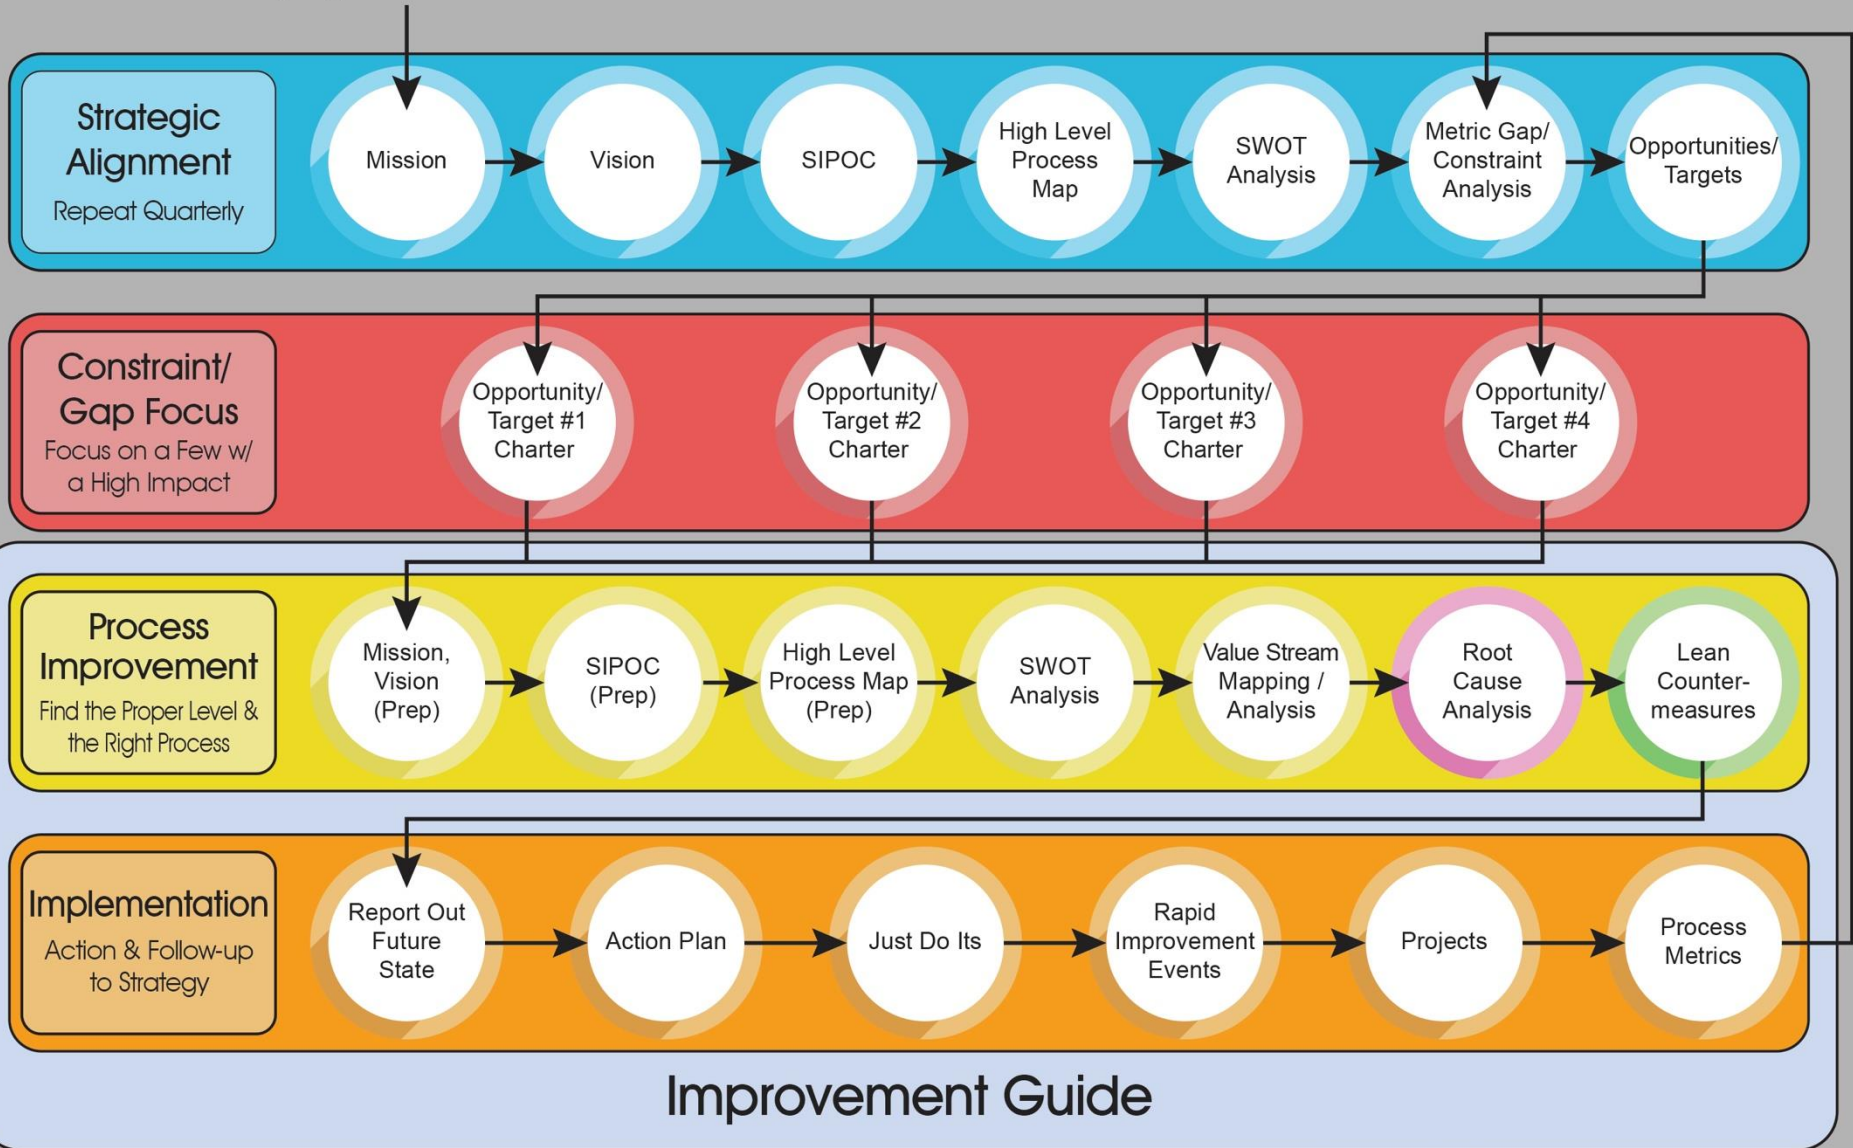 Strategic
Alignment
Repeat Quarterly
Mission
Vision
SIPOC
High Level
Process
Map
SWOT
Analysis
Metric Gap/
Constraint
Analysis
Opportunities/
Targets
Constraint/
Gap Focus
Focus on a Few w/
a High Impact
Opportunity/
Target #1
Charter
Opportunity/
Target #2
Charter
Opportunity/
Target #3
Charter
Opportunity/
Target #4
Charter
Process
Improvement
Find the Proper Level &
the Right Process
Mission,
Vision
(Prep)
SIPOC
(Prep)
High Level
Process Map
(Prep)
SWOT
Analysis
Value Stream
Mapping /
Analysis
Root
Cause
Analysis
Lean
Counter-
measures
Implementation
Action & Follow-up
to Strategy
Report Out
Future
State
Action Plan
Just Do Its
Rapid
Improvement
Events
Projects
Process
Metrics
Improvement Guide